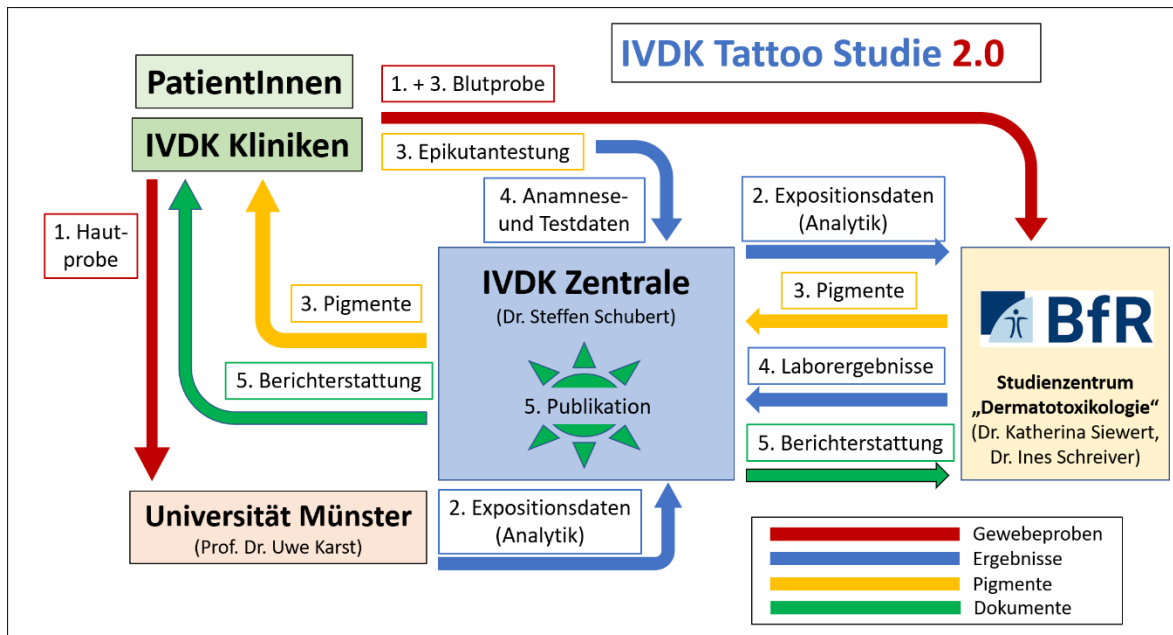 IVDK Tattoo Studie 2.0
PatientInnen
IVDK Kliniken
1. + 3. Blutprobe
3. Epikutantestung
4. Anamnese-
und Testdaten
2. Expositionsdaten
(Analytik)
1. Haut-
probe
3. Pigmente
5. Berichterstattung
IVDK Zentrale
(Dr. Steffen Schubert)
5. Publikation
3. Pigmente
4. Laborergebnisse
5. Berichterstattung
BfR
Studienzentrum
„Dermatotoxikologie“
(Dr. Katherina Siewert,
Dr. Ines Schreiver)
Universität Münster
(Prof. Dr. Uwe Karst)
2. Expositionsdaten
(Analytik)
Gewebeproben
Ergebnisse
Pigmente
Dokumente